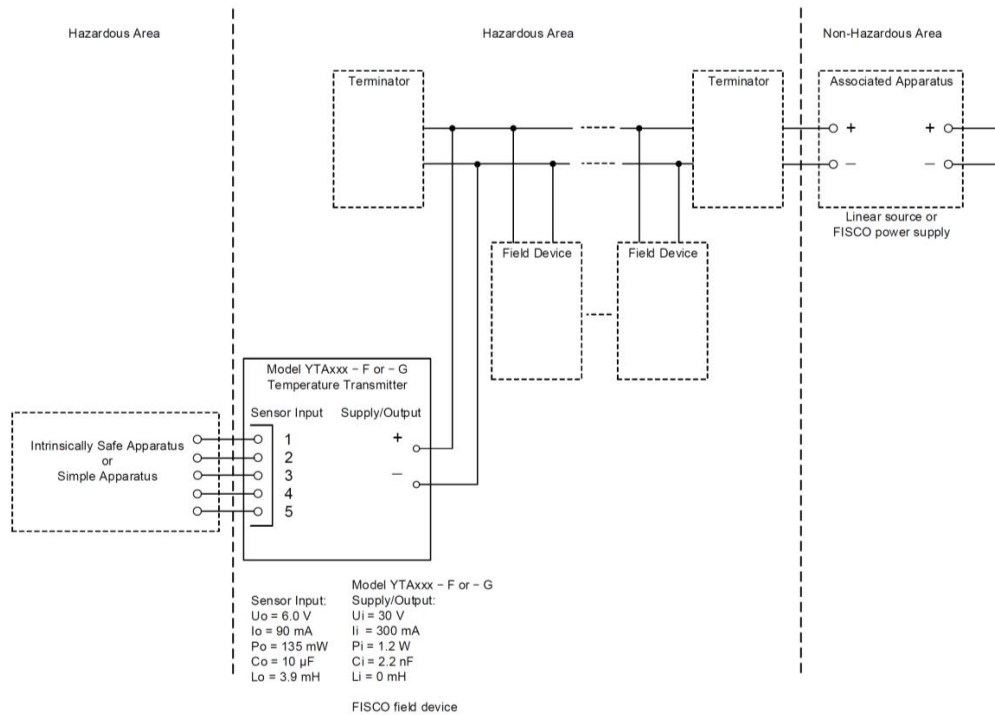 Hazardous Area
Hazardous Area
Non-Hazardous Area
Terminator
Terminator
Associated Apparatus
+ +
– –
Linear source or
FISCO power supply
Field Device
Field Device
Model YTAxxx – F or – G
Temperature Transmitter
Sensor Input Supply/Output
Intrinsically Safe Apparatus
or
Simple Apparatus
1
2
3
4
5
+
–
Sensor Input:
Uo = 6.0 V
Io = 90 mA
Po = 135 mW
Co = 10 µF
Lo = 3.9 mH
Model YTAxxx – F or – G
Supply/Output:
Ui = 30 V
Ii = 300 mA
Pi = 1.2 W
Ci = 2.2 nF
Li = 0 mH
FISCO field device